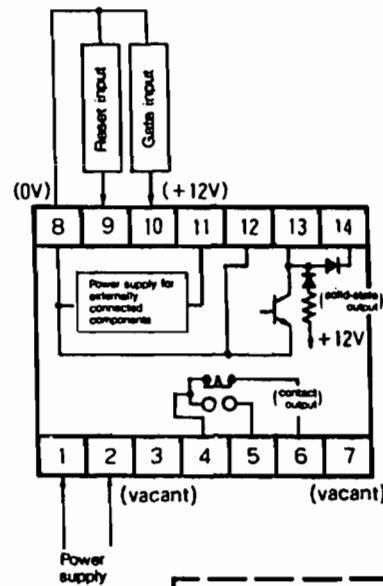 Reset input
Gate input
(0V)
(+12V)
8 9 10 11 12 13 14
Power supply for
externally
connected
components
(solid-state
output)
+12V
(contact
output)
1 2 3 4 5 6 7
(vacant)
(vacant)
Power
supply